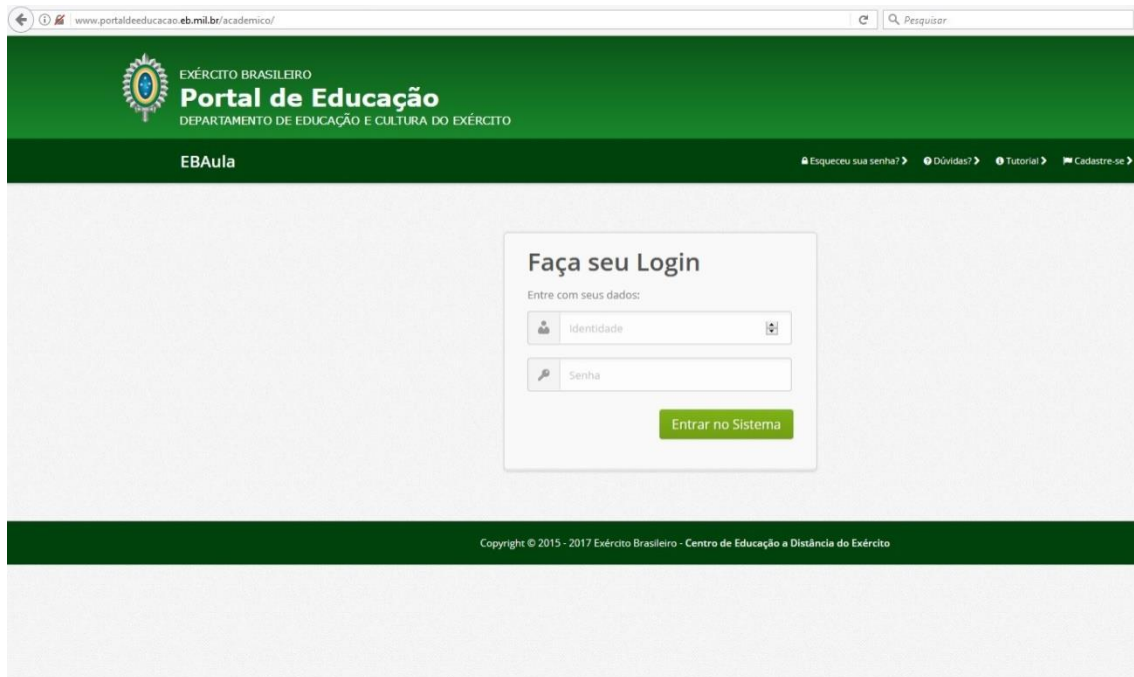 www.portaldeeducacao.eb.mil.br/academico/
Pesquisar
EXÉRCITO BRASILEIRO
Portal de Educação
DEPARTAMENTO DE EDUCAÇÃO E CULTURA DO EXÉRCITO
EBAula
Esqueceu sua senha? Dúvidas? Tutorial Cadastre-se
Faça seu Login
Entre com seus dados:
Identidade
Senha
Entrar no Sistema
Copyright © 2015 - 2017 Exército Brasileiro - Centro de Educação a Distância do Exército